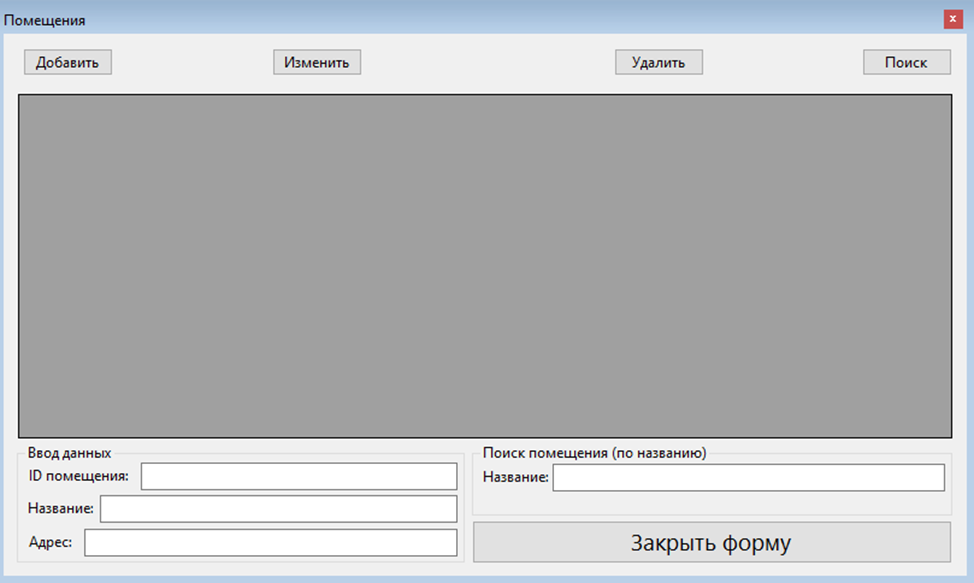 Помещения
x
Добавить Изменить Удалить Поиск
Ввод данных
ID помещения:
Название:
Адрес:
Поиск помещения (по названию)
Название:
Закрыть форму